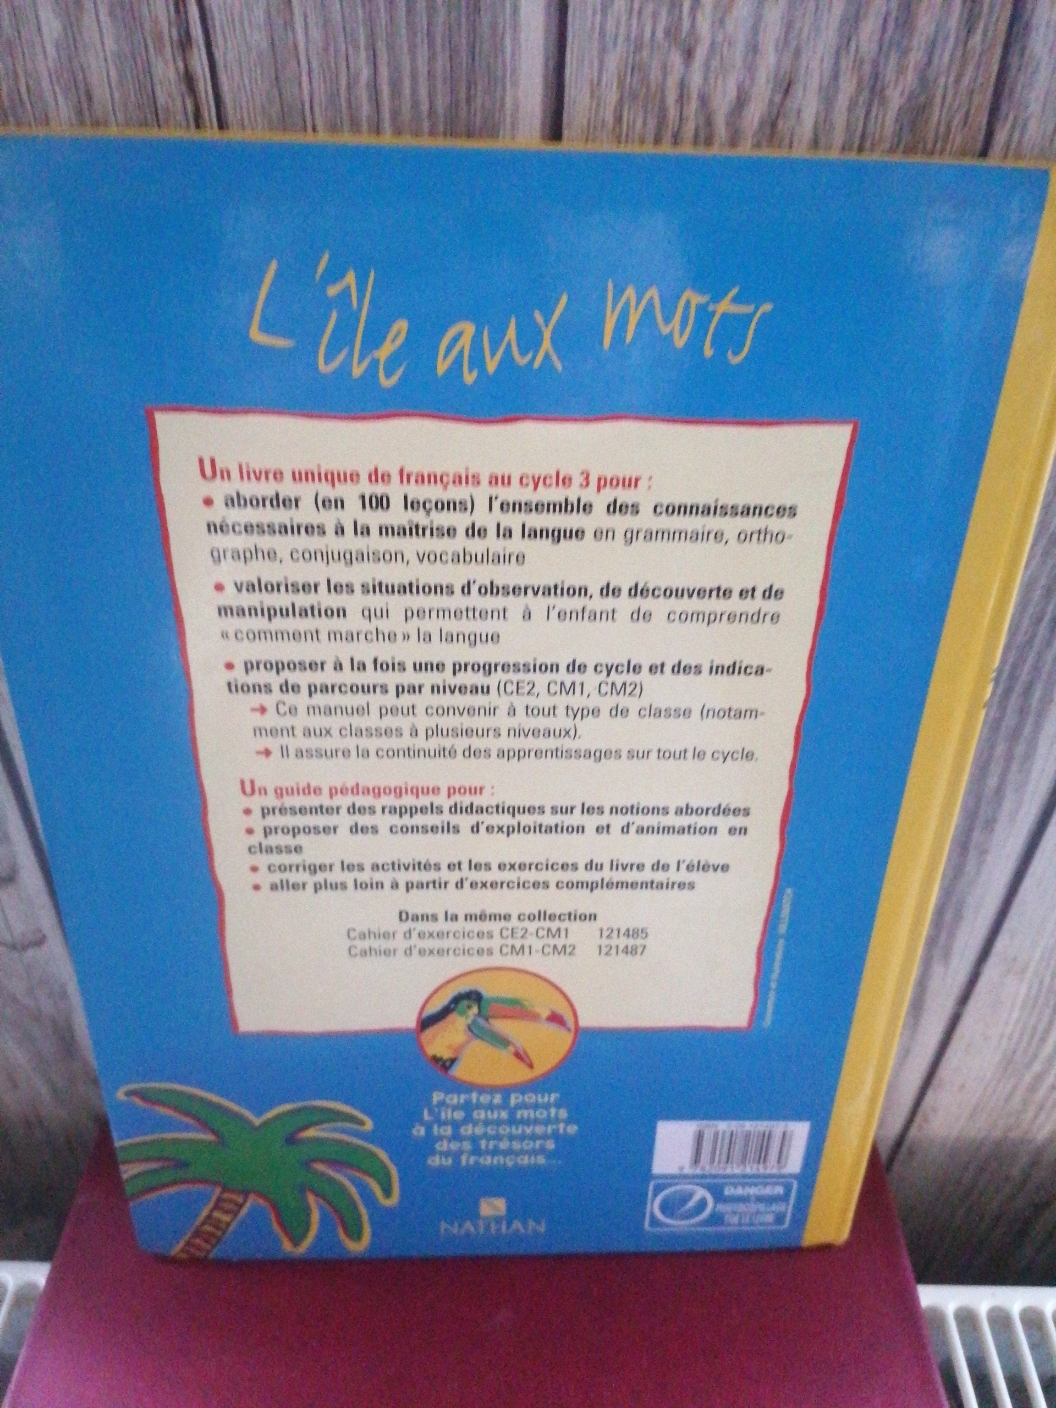 L'île aux mots
Un livre unique de français au cycle 3 pour :
• aborder (en 100 leçons) l'ensemble des connaissances
nécessaires à la maîtrise de la langue en grammaire, ortho-
graphe, conjugaison, vocabulaire
• valoriser les situations d'observation, de découverte et de
manipulation qui permettent à l'enfant de comprendre
« comment marche » la langue
• proposer à la fois une progression de cycle et des indica-
tions de parcours par niveau (CE2, CM1, CM2)
→ Ce manuel peut convenir à tout type de classe (notam-
ment aux classes à plusieurs niveaux).
→ Il assure la continuité des apprentissages sur tout le cycle.
Un guide pédagogique pour :
• présenter des rappels didactiques sur les notions abordées
• proposer des conseils d'exploitation et d'animation en
classe
• corriger les activités et les exercices du livre de l'élève
• aller plus loin à partir d'exercices complémentaires
Dans la même collection
Cahier d'exercices CE2-CM1 121485
Cahier d'exercices CM1-CM2 121487
Partez pour
L'île aux mots
à la découverte
des trésors
du français...
NATHAN
DANGER
PHOTOCOPILLAGE
TUE LE LIVRE